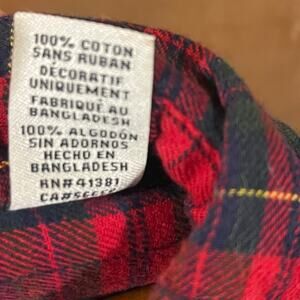 100% COTON
SANS RUBAN
DÉCORATIF
UNIQUEMENT
FABRIQUÉ AU
BANGLADESH
100% ALGODÓN
SIN ADORNOS
HECHO EN
BANGLADESH
RN#41381